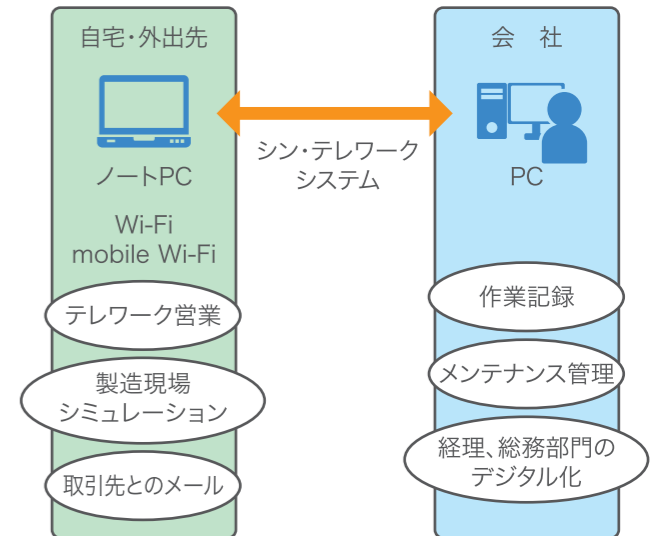 自宅・外出先
ノートPC
Wi-Fi
mobile Wi-Fi
テレワーク営業
製造現場
シミュレーション
取引先とのメール
シン・テレワーク
システム
会　社
PC
作業記録
メンテナンス管理
経理、総務部門の
デジタル化